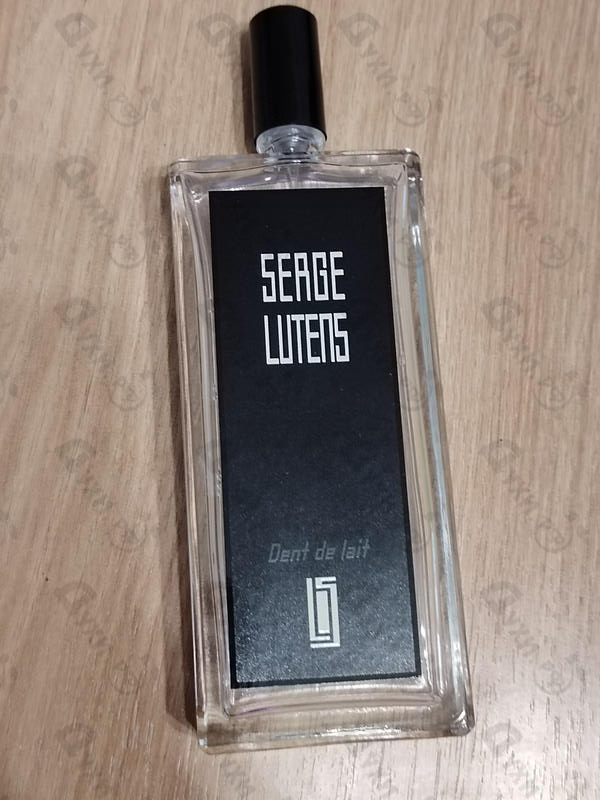 SERGE
LUTENS
Dent de lait